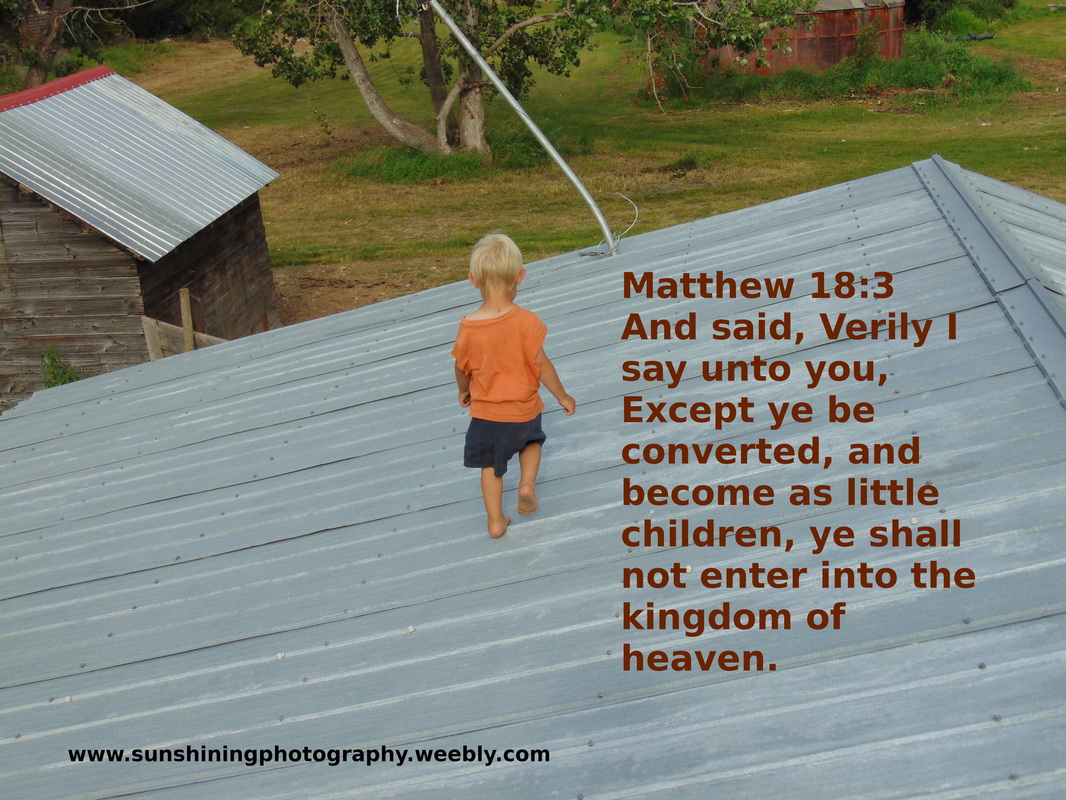 Matthew 18:3
And said, Verily I
say unto you,
Except ye be
converted, and
become as little
children, ye shall
not enter into the
kingdom of
heaven.
www.sunshiningphotography.weebly.com